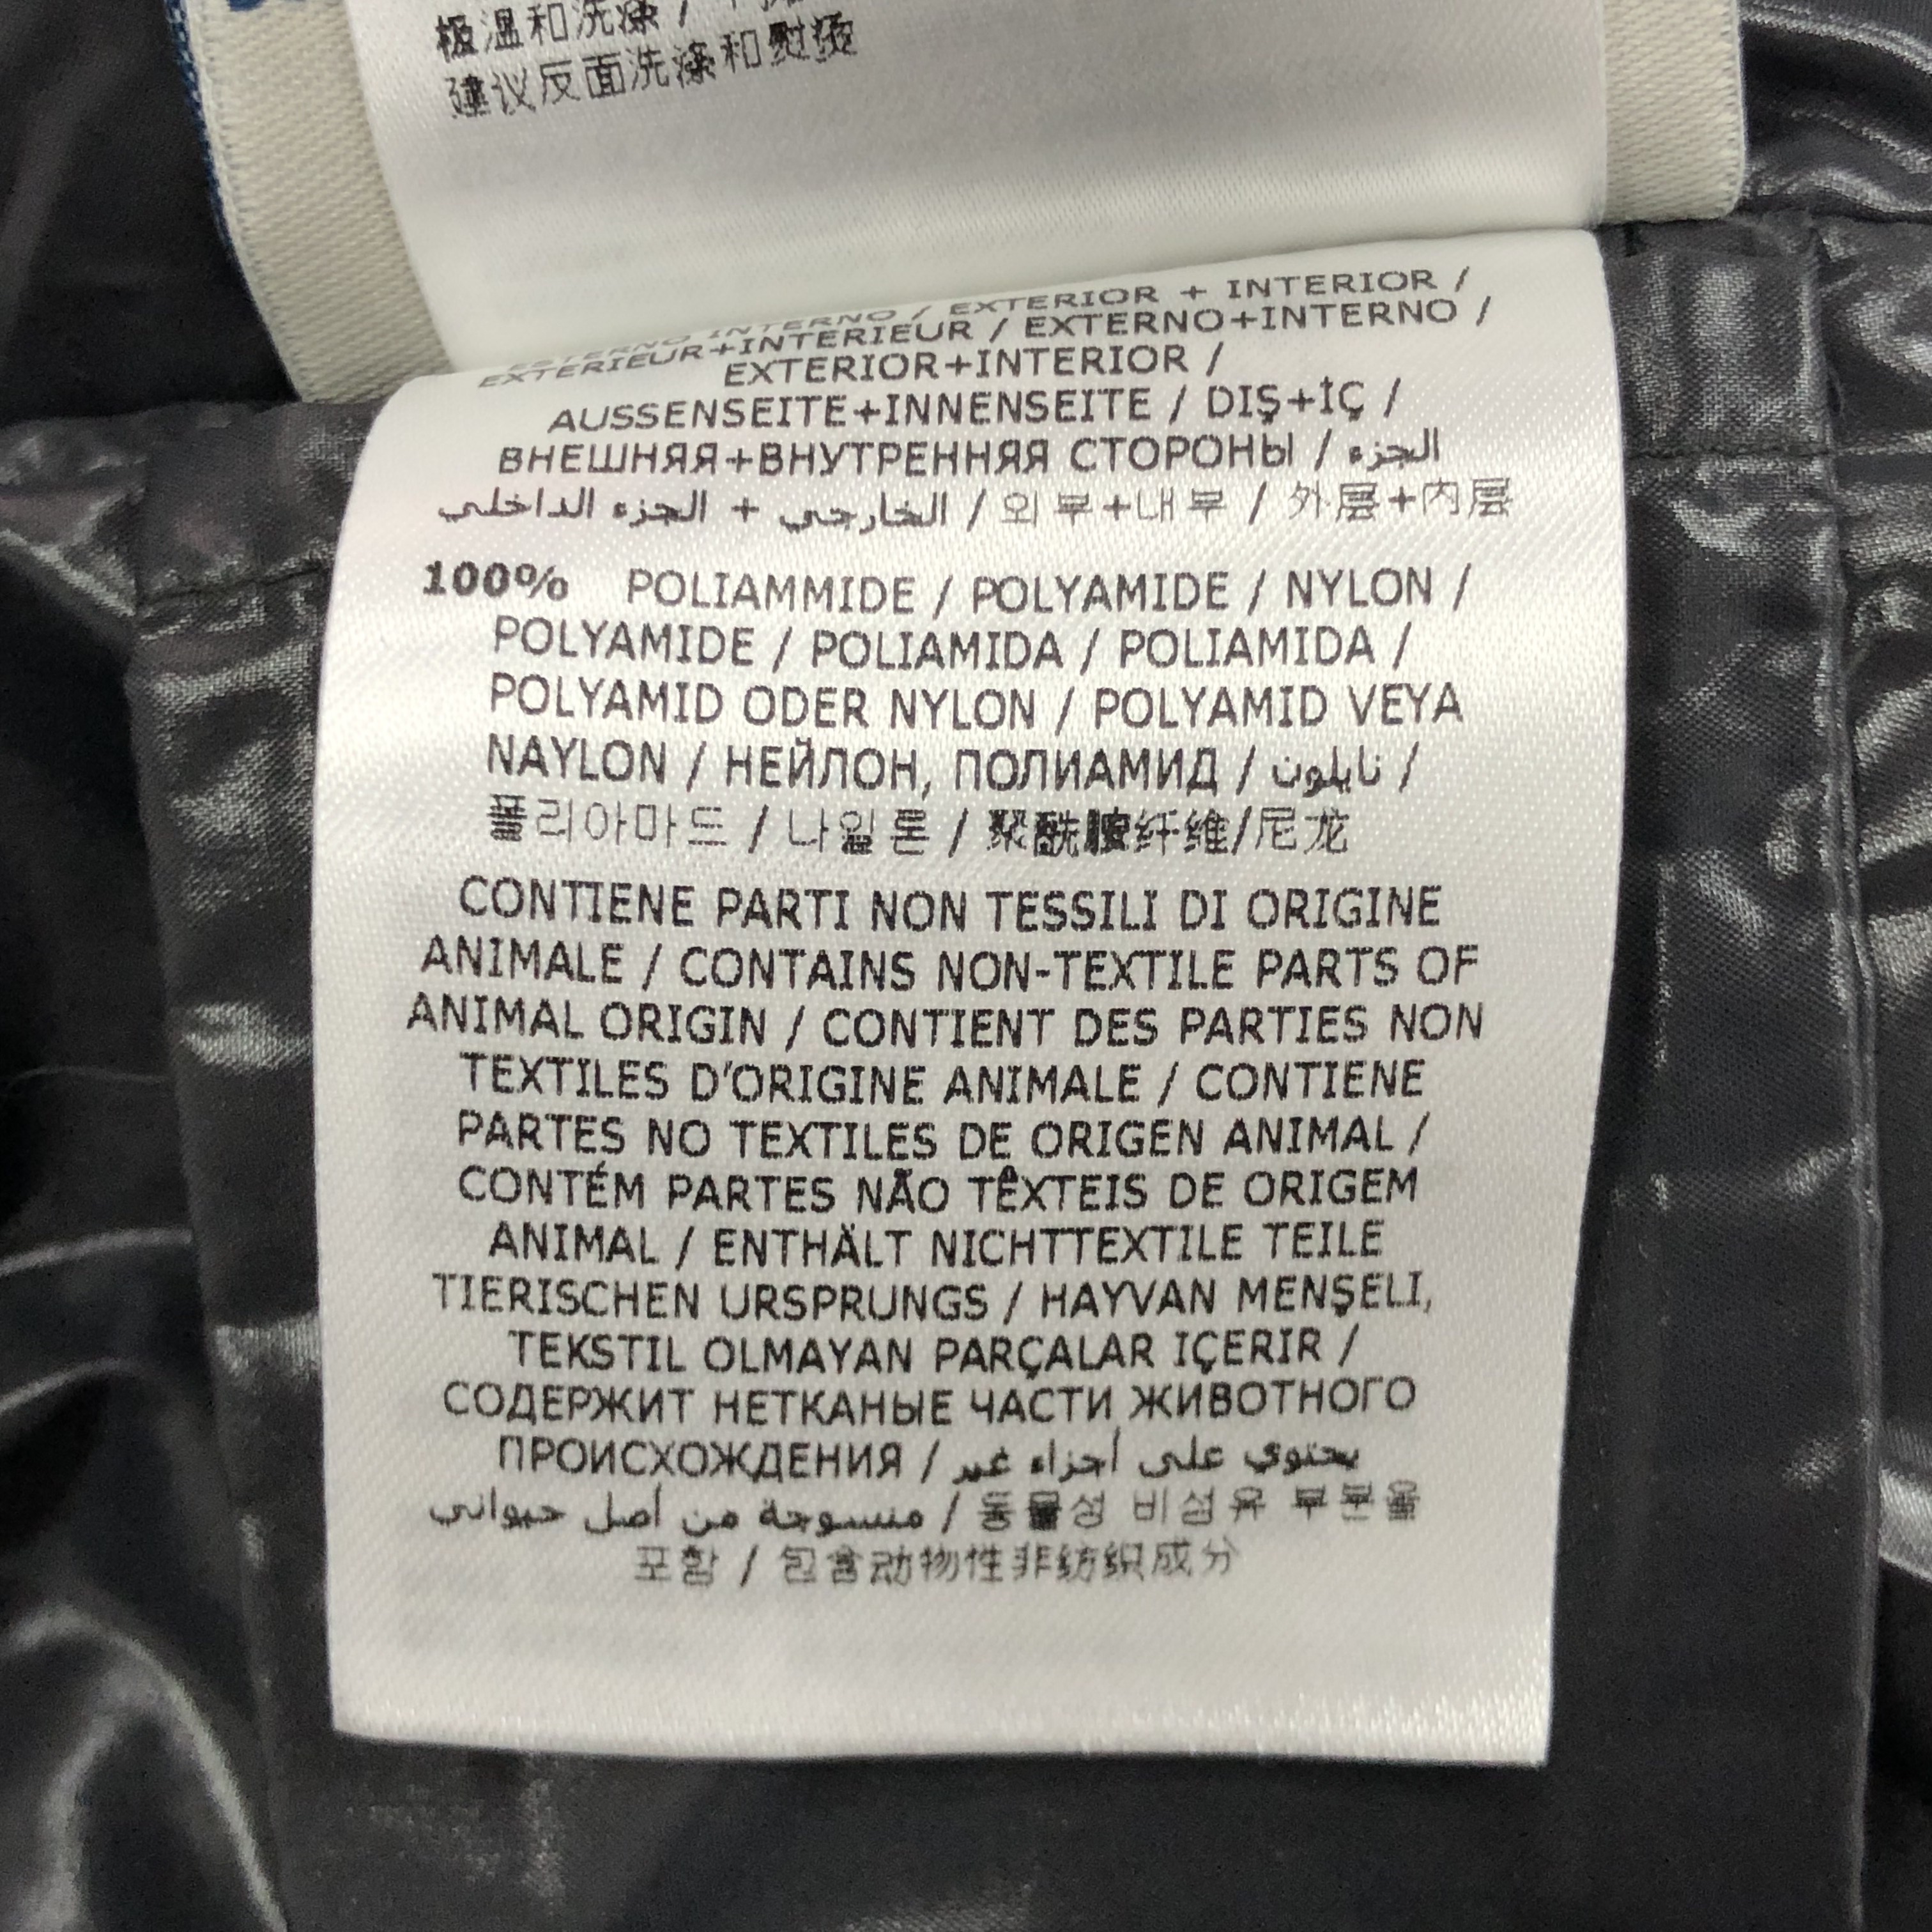 极温和洗涤 /
建议反面洗涤和熨烫
ESTERNO INTERNO / EXTERIOR + INTERIOR /
EXTERIEUR+INTERIEUR / EXTERNO+INTERNO /
EXTERIOR+INTERIOR /
AUSSENSEITE+INNENSEITE / DIŞ+İÇ /
ВНЕШНЯЯ+ВНУТРЕННЯЯ СТОРОНЫ / الجزء
الخارجي + الجزء الداخلي / 외부+내부 / 外层+内层
100% POLIAMMIDE / POLYAMIDE / NYLON /
POLYAMIDE / POLIAMIDA / POLIAMIDA /
POLYAMID ODER NYLON / POLYAMID VEYA
NAYLON / НЕЙЛОН, ПОЛИАМИД / نايلون /
폴리아마드 / 나일론 / 聚酰胺纤维/尼龙
CONTIENE PARTI NON TESSILI DI ORIGINE
ANIMALE / CONTAINS NON-TEXTILE PARTS OF
ANIMAL ORIGIN / CONTIENT DES PARTIES NON
TEXTILES D'ORIGINE ANIMALE / CONTIENE
PARTES NO TEXTILES DE ORIGEN ANIMAL /
CONTÉM PARTES NÃO TÊXTEIS DE ORIGEM
ANIMAL / ENTHÄLT NICHTTEXTILE TEILE
TIERISCHEN URSPRUNGS / HAYVAN MENŞELI,
TEKSTIL OLMAYAN PARÇALAR IÇERIR /
СОДЕРЖИТ НЕТКАНЫЕ ЧАСТИ ЖИВОТНОГО
ПРОИСХОЖДЕНИЯ / يحتوي على أجزاء غير
منسوجة من أصل حيواني / 동물성 비섬유 부분을
포함 / 包含动物性非纺织成分